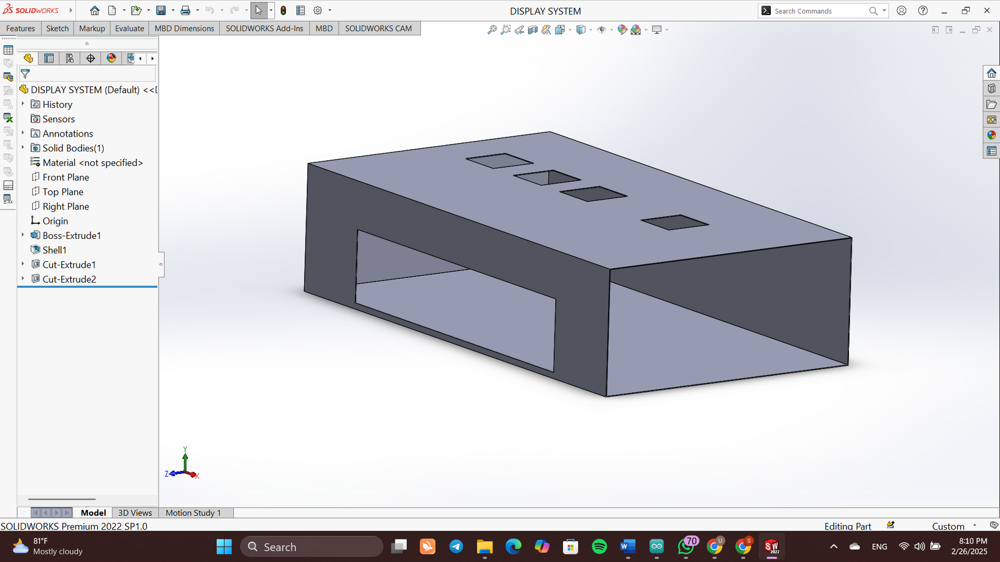 SOLIDWORKS
DISPLAY SYSTEM
Search Commands
Features
Sketch
Markup
Evaluate
MBD Dimensions
SOLIDWORKS Add-Ins
MBD
SOLIDWORKS CAM
DISPLAY SYSTEM (Default) <<D
History
Sensors
Annotations
Solid Bodies(1)
Material <not specified>
Front Plane
Top Plane
Right Plane
Origin
Boss-Extrude1
Shell1
Cut-Extrude1
Cut-Extrude2
Y
Z
X
Model
3D Views
Motion Study 1
SOLIDWORKS Premium 2022 SP1.0
Editing Part
Custom
81°F
Mostly cloudy
Search
W
70
U
S
SW
2022
ENG
8:10 PM
2/26/2025